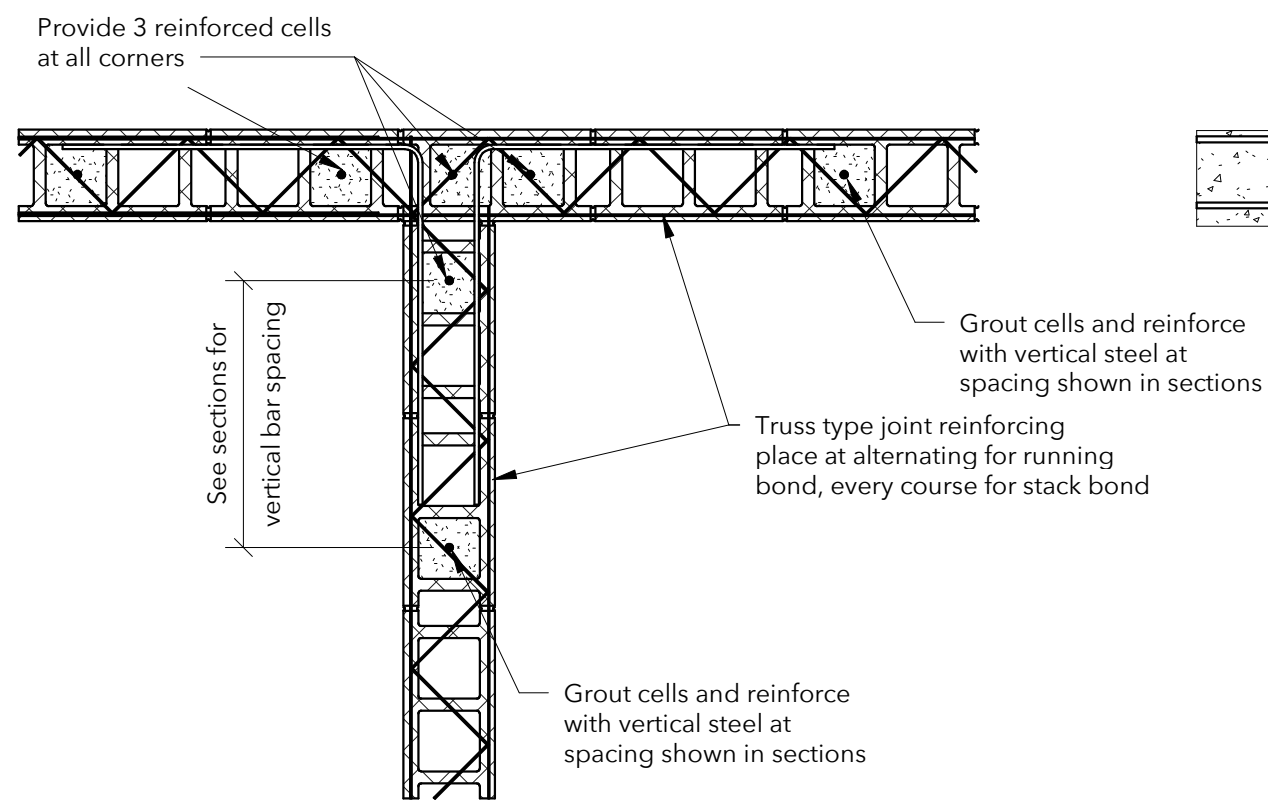 Provide 3 reinforced cells
at all corners
See sections for
vertical bar spacing
Grout cells and reinforce
with vertical steel at
spacing shown in sections
Truss type joint reinforcing
place at alternating for running
bond, every course for stack bond
Grout cells and reinforce
with vertical steel at
spacing shown in sections